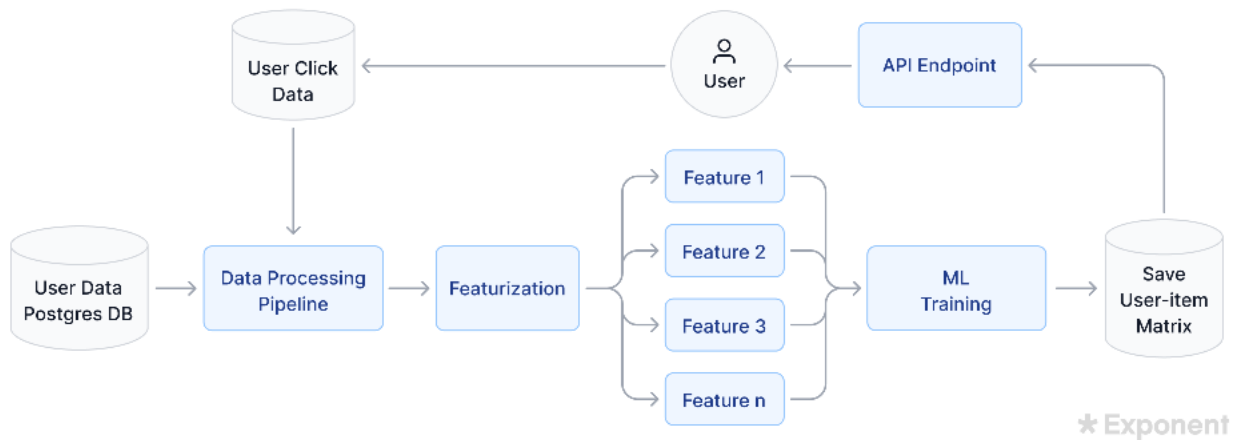 User Click
Data
User
API Endpoint
Feature 1
Feature 2
Feature 3
Feature n
User Data
Postgres DB
Data Processing
Pipeline
Featurization
ML
Training
Save
User-item
Matrix
Exponent